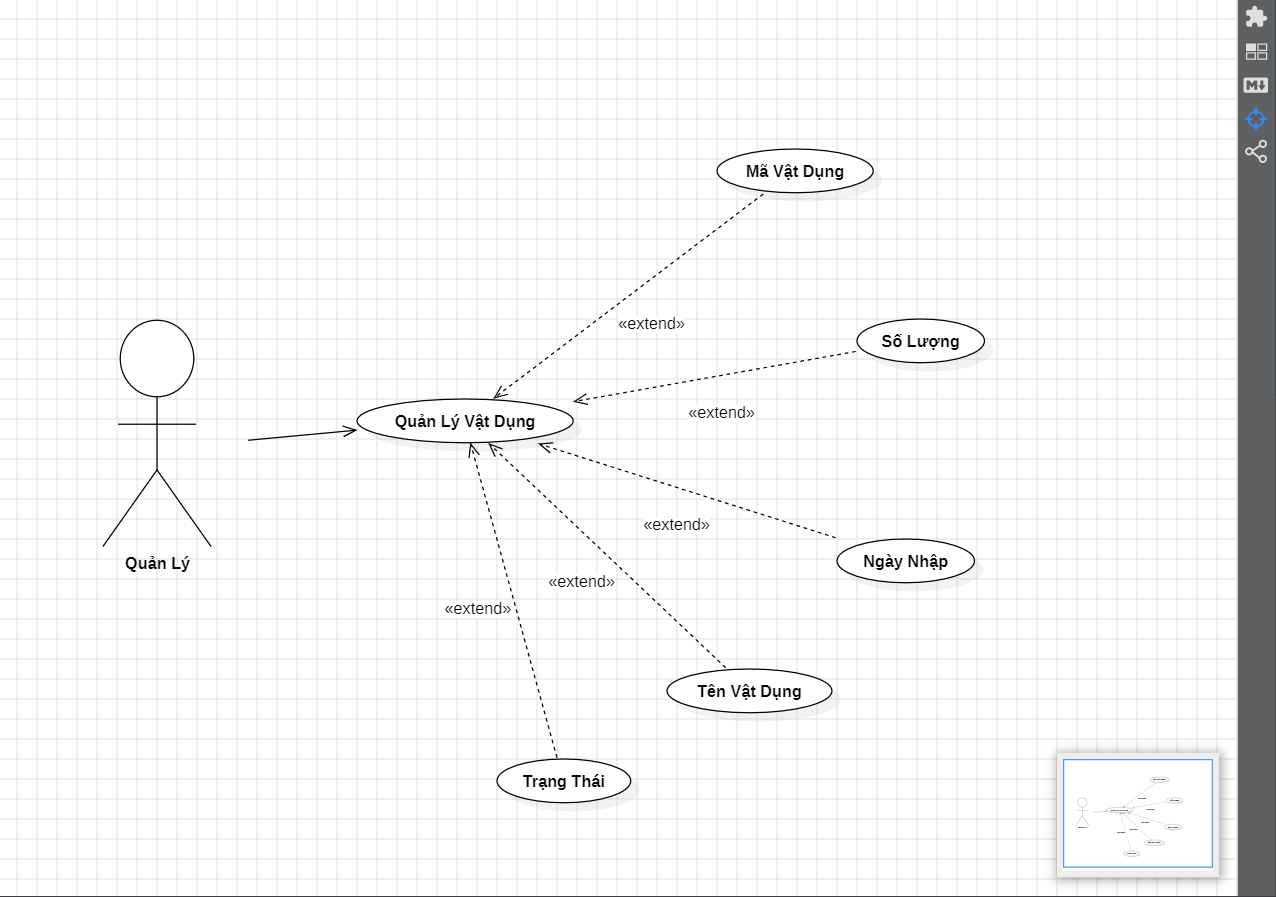 Mã Vật Dụng
«extend»
Số Lượng
«extend»
Quản Lý Vật Dụng
«extend»
Quản Lý
Ngày Nhập
«extend»
«extend»
Tên Vật Dụng
Trạng Thái
M